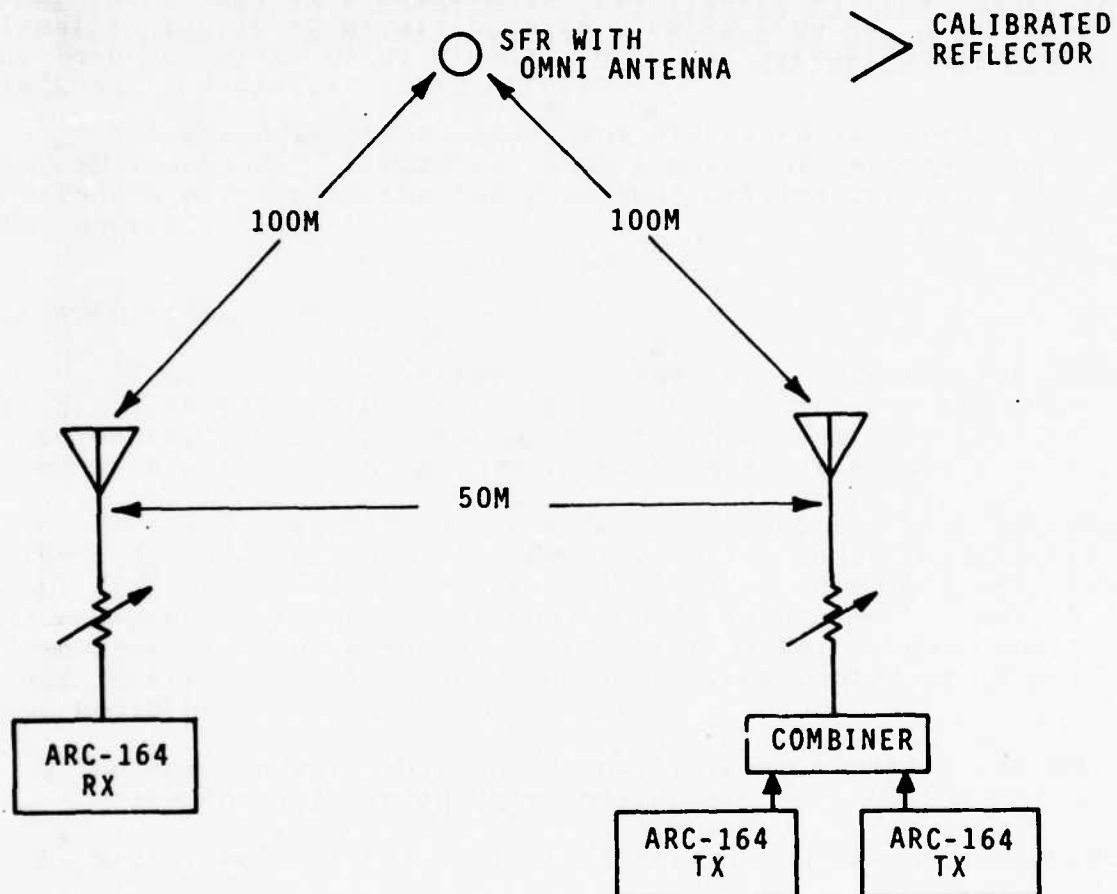 SFR WITH
OMNI ANTENNA
CALIBRATED
REFLECTOR
100M
100M
50M
ARC-164
RX
COMBINER
ARC-164
TX
ARC-164
TX